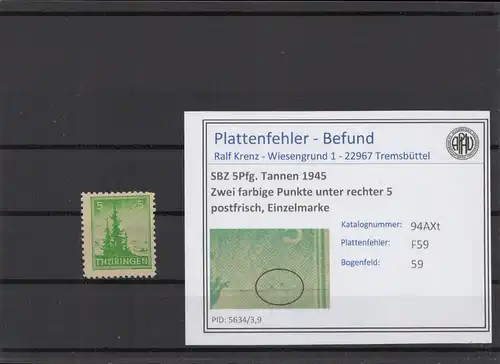 5 5
THÜRINGEN
Plattenfehler - Befund
Ralf Krenz - Wiesengrund 1 - 22967 Tremsbüttel
SBZ 5Pfg. Tannen 1945
Zwei farbige Punkte unter rechter 5
postfrisch, Einzelmarke
Katalognummer: 94AXt
Plattenfehler: F59
Bogenfeld: 59
PID: 5634/3,9